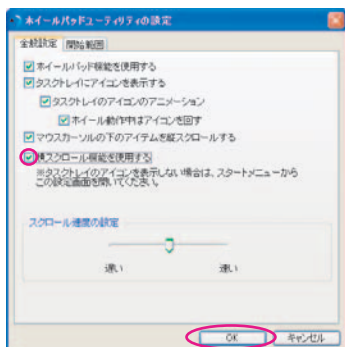 ホイールパッドユーティリティの設定
全般設定 開始範囲
ホイールパッド機能を使用する
タスクトレイにアイコンを表示する
タスクトレイのアイコンのアニメーション
ホイール動作中はアイコンを回す
マウスカーソルの下のアイテムを縦スクロールする
横スクロール機能を使用する
※タスクトレイのアイコンを表示しない場合は、スタートメニューから
この設定画面を開いてください。
スクロール速度の設定
遅い 速い
OK キャンセル